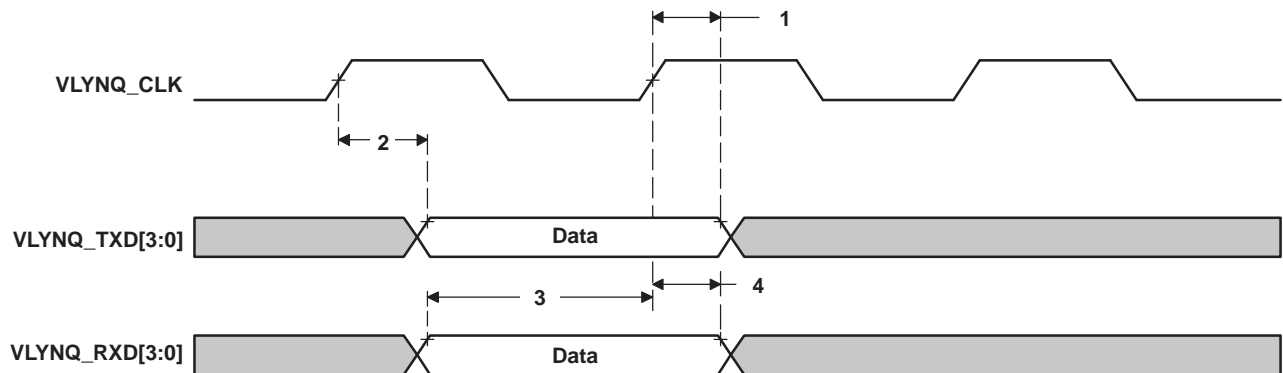 1
VLYNQ_CLK
2
VLYNQ_TXD[3:0] Data
3 4
VLYNQ_RXD[3:0] Data